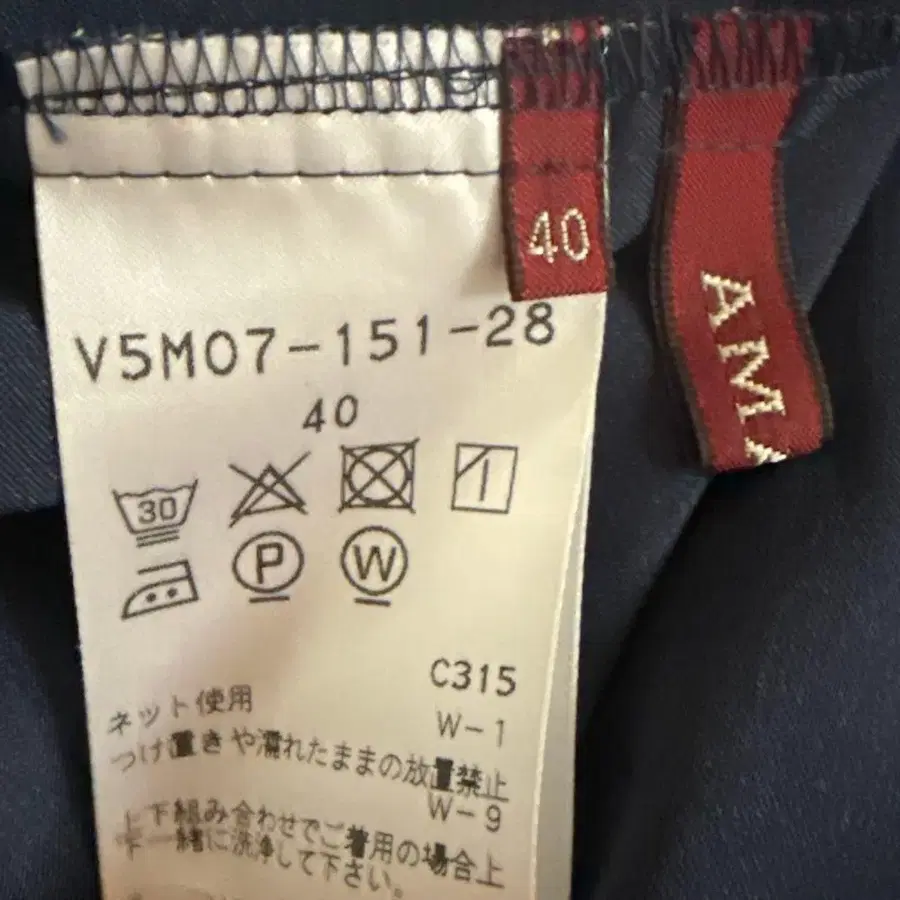 40
AMA
V5M07-151-28
40
30
P
W
C315
ネット使用
W-1
つけ置きや濡れたままの放置禁止
W-9
上下組み合わせでご着用の場合上
下一緒に洗浄して下さい。